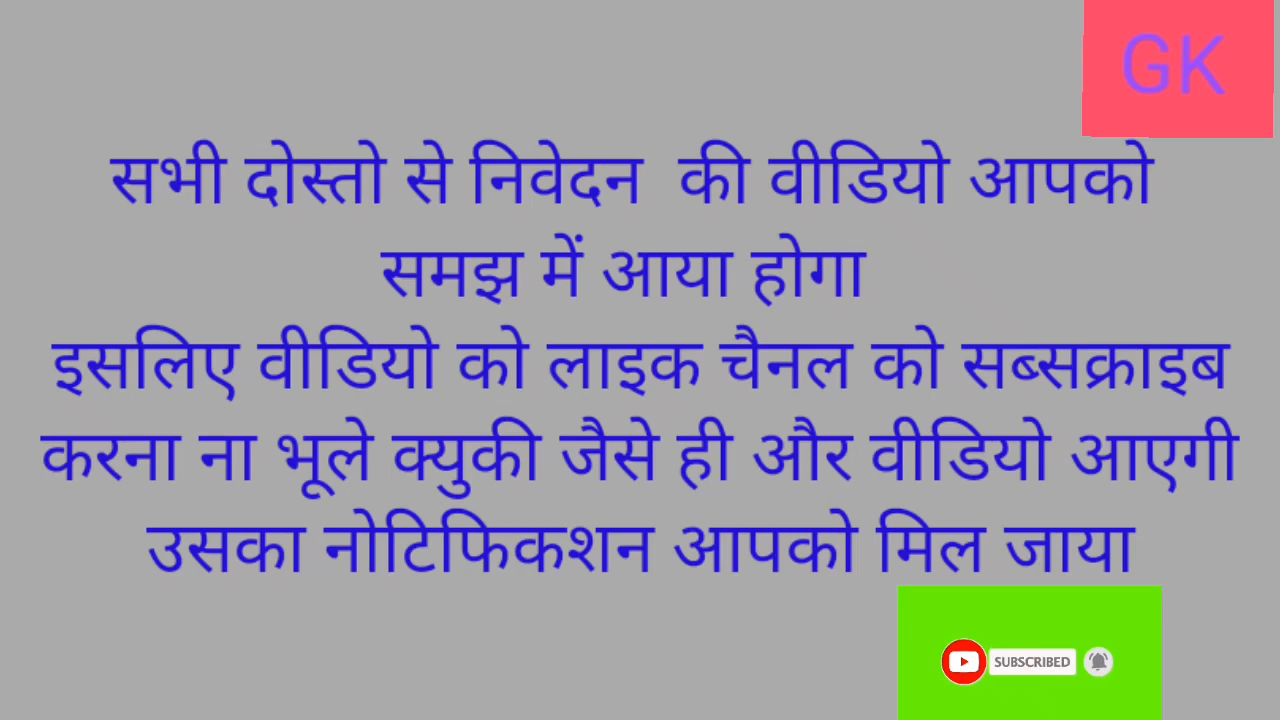 GK
सभी दोस्तो से निवेदन की वीडियो आपको
समझ में आया होगा
इसलिए वीडियो को लाइक चैनल को सब्सक्राइब
करना ना भूले क्युकी जैसे ही और वीडियो आएगी
उसका नोटिफिकशन आपको मिल जाया
SUBSCRIBED